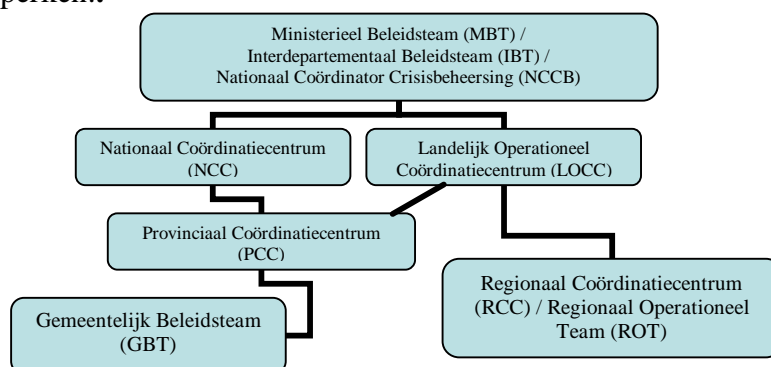 Ministerieel Beleidsteam (MBT) /
Interdepartementaal Beleidsteam (IBT) /
Nationaal Coördinator Crisisbeheersing (NCCB)
Nationaal Coördinatiecentrum
(NCC)
Landelijk Operationeel
Coördinatiecentrum (LOCC)
Provinciaal Coördinatiecentrum
(PCC)
Regionaal Coördinatiecentrum
(RCC) / Regionaal Operationeel
Team (ROT)
Gemeentelijk Beleidsteam
(GBT)